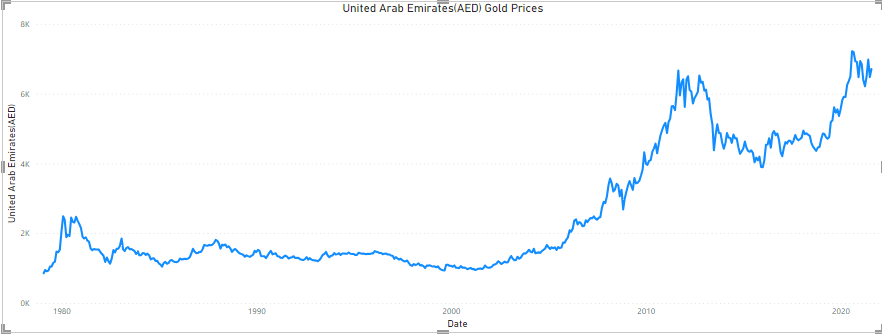 United Arab Emirates(AED) Gold Prices
8K
6K
4K
2K
0K
United Arab Emirates(AED)
1980 1990 2000 2010 2020
Date